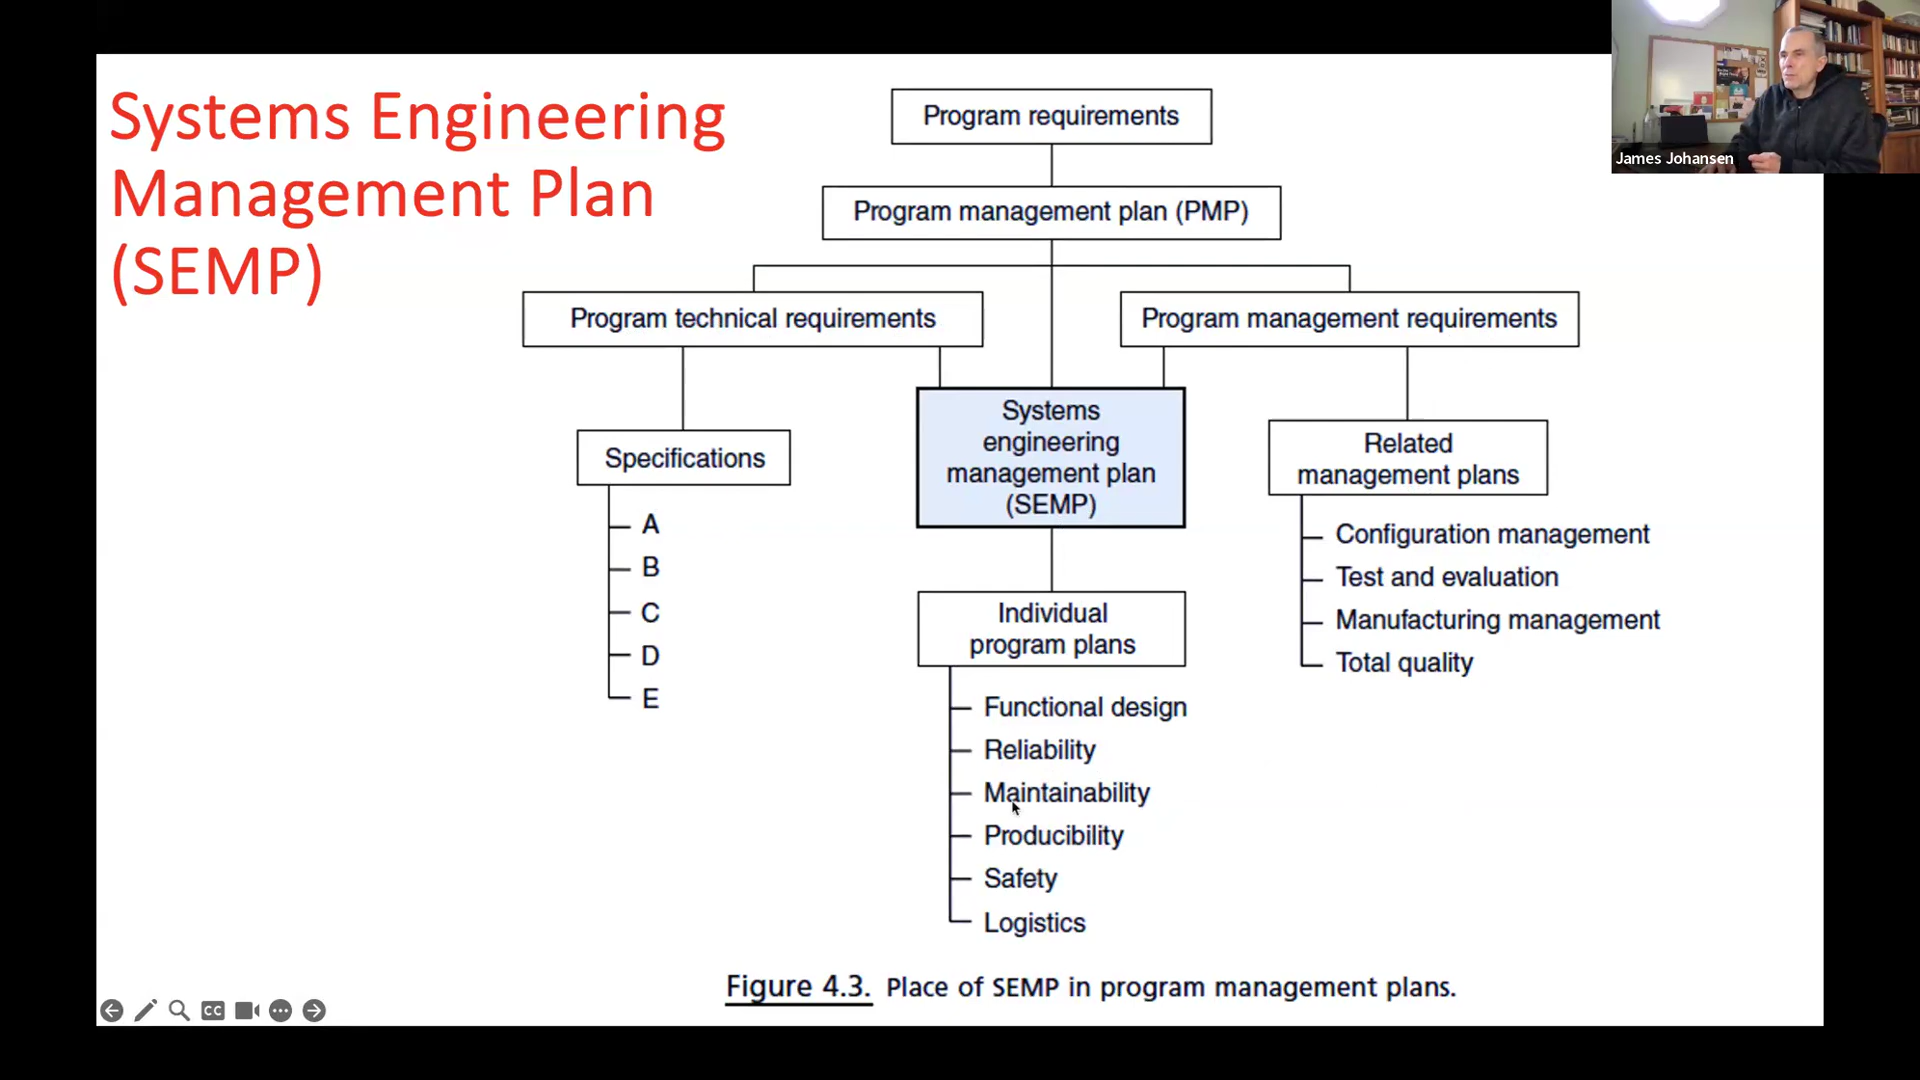 Systems Engineering
Management Plan
(SEMP)
James Johansen
Program requirements
Program management plan (PMP)
Program technical requirements
Program management requirements
Specifications
A
B
C
D
E
Systems
engineering
management plan
(SEMP)
Individual
program plans
Functional design
Reliability
Maintainability
Producibility
Safety
Logistics
Related
management plans
Configuration management
Test and evaluation
Manufacturing management
Total quality
Figure 4.3. Place of SEMP in program management plans.
CC